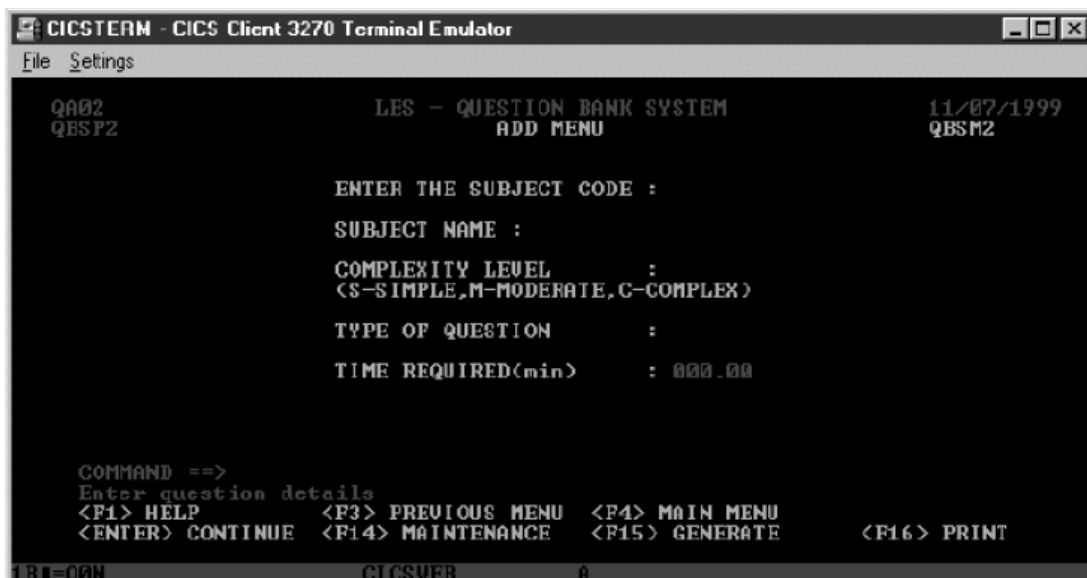 CICSTERM - CICS Client 3270 Terminal Emulator
File Settings
QA02 LES - QUESTION BANK SYSTEM 11/07/1999
QBSP2 ADD MENU QBSM2
ENTER THE SUBJECT CODE :
SUBJECT NAME :
COMPLEXITY LEVEL :
(S-SIMPLE,M-MODERATE,C-COMPLEX)
TYPE OF QUESTION :
TIME REQUIRED(min) : 000.00
COMMAND ==>
Enter question details
<F1> HELP <F3> PREVIOUS MENU <F4> MAIN MENU
<ENTER> CONTINUE <F14> MAINTENANCE <F15> GENERATE <F16> PRINT
A